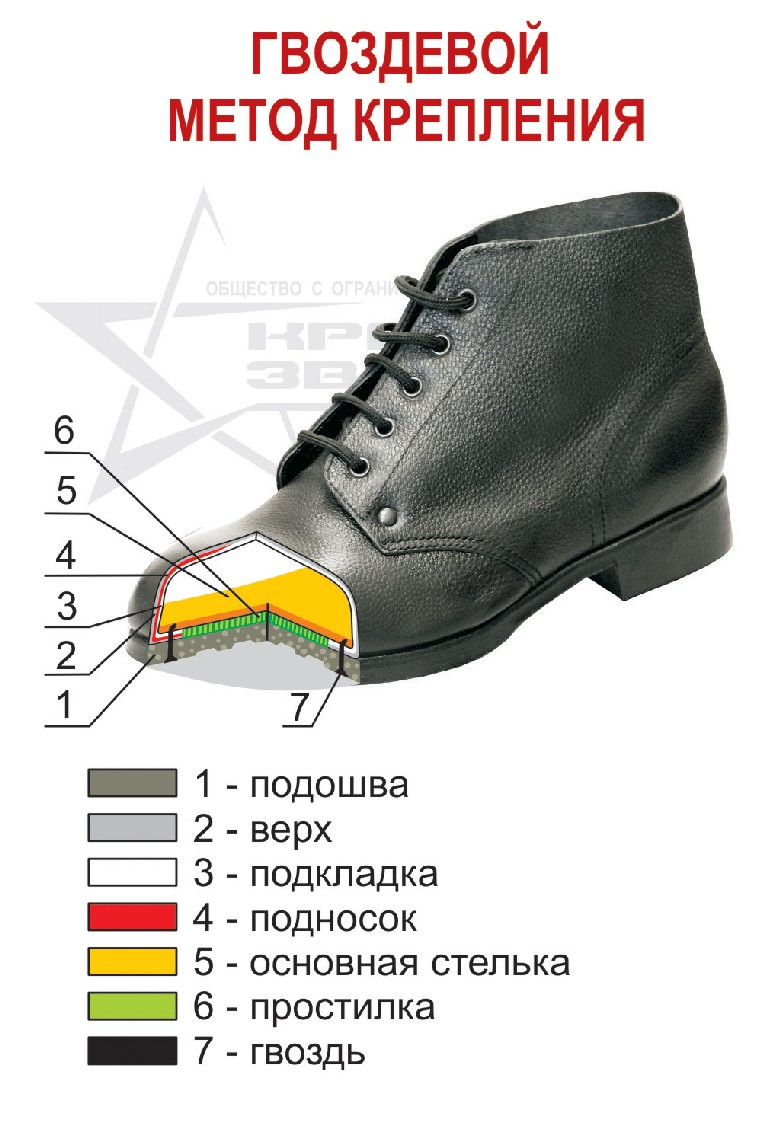 ГВОЗДЕВОЙ
МЕТОД КРЕПЛЕНИЯ
ОБЩЕСТВО С
6
5
4
3
2
1
7
1 - подошва
2 - верх
3 - подкладка
4 - подносок
5 - основная стелька
6 - простилка
7 - гвоздь